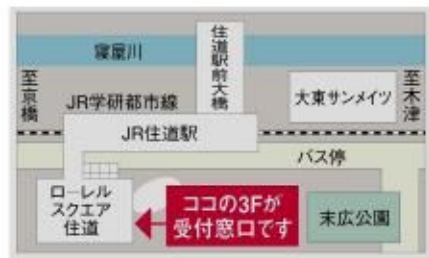 寝屋川
住道駅前大橋
至京橋
JR学研都市線
大東サンメイツ
至木津
JR住道駅
バス停
ローレル
スクエア
住道
ココの3Fが
受付窓口です
末広公園